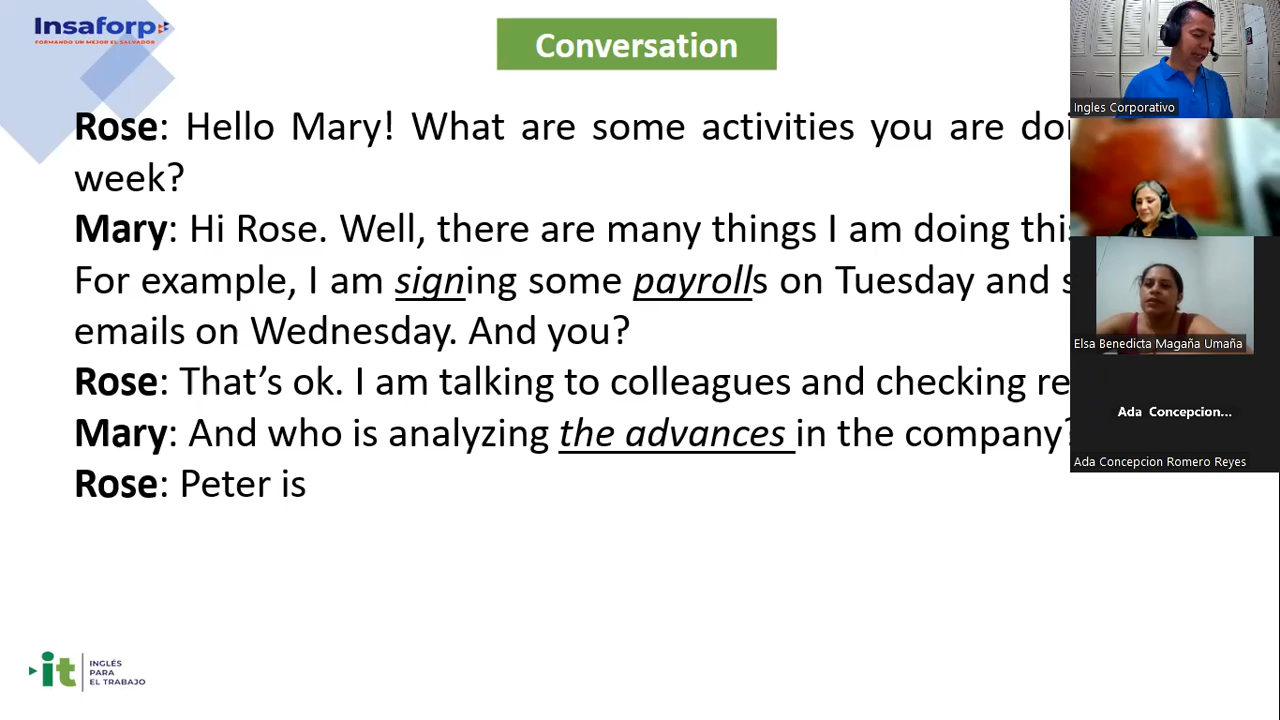 Insaforp
FORMANDO UN MEJOR EL SALVADOR
Conversation
Rose: Hello Mary! What are some activities you are
week?
Mary: Hi Rose. Well, there are many things I am doing
For example, I am signing some payrolls on Tuesday and
emails on Wednesday. And you?
Rose: That’s ok. I am talking to colleagues and checking
Mary: And who is analyzing the advances in the company?
Rose: Peter is
it
INGLÉS
PARA
EL TRABAJO
Ingles Corporativo
Elsa Benedicta Magaña Umaña
Ada Concepcion...
Ada Concepcion Romero Reyes